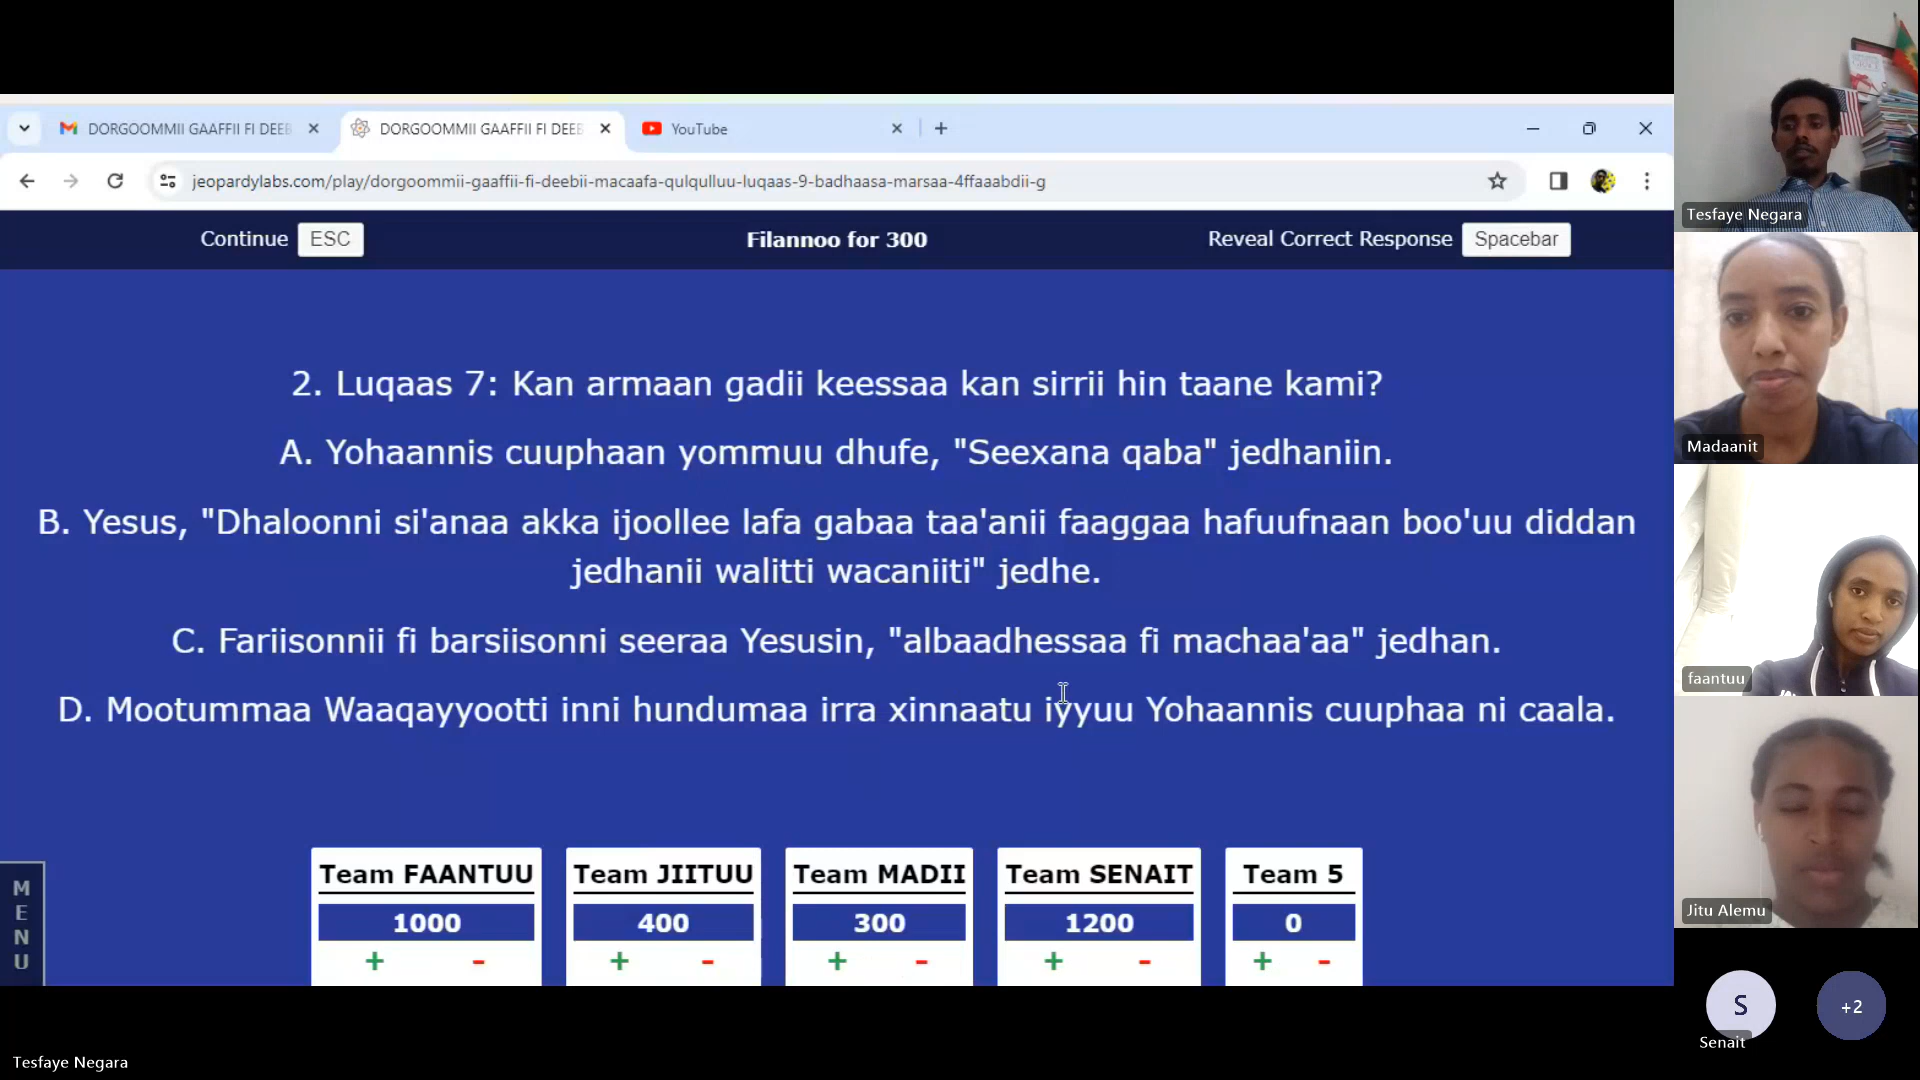 DORGOOMMII GAAFFII FI DEEB
DORGOOMMII GAAFFII FI DEEB
YouTube
jeopardylabs.com/play/dorgoommii-gaaffii-fi-deebii-macaafa-qulqulluu-luqaas-9-badhaasa-marsaa-4ffaaabdii-g
Continue ESC
Filannoo for 300
Reveal Correct Response Spacebar
2. Luqaas 7: Kan armaan gadii keessaa kan sirrii hin taane kami?
A. Yohaannis cuuphaan yommuu dhufe, "Seexana qaba" jedhaniin.
B. Yesus, "Dhaloonni si'anaa akka ijoollee lafa gabaa taa'anii faaggaa hafuufnaan boo'uu diddan
jedhanii walitti wacaniiti" jedhe.
C. Fariisonnii fi barsiisonni seeraa Yesusin, "albaadhessaa fi machaa'aa" jedhan.
D. Mootummaa Waaqayyootti inni hundumaa irra xinnaatu iyyuu Yohaannis cuuphaa ni caala.
MENU
Team FAANTUU
1000
+ -
Team JIITUU
400
+ -
Team MADII
300
+ -
Team SENAIT
1200
+ -
Team 5
0
+ -
Tesfaye Negara
Tesfaye Negara
Madaanit
faantuu
Jitu Alemu
S
Senait
+2